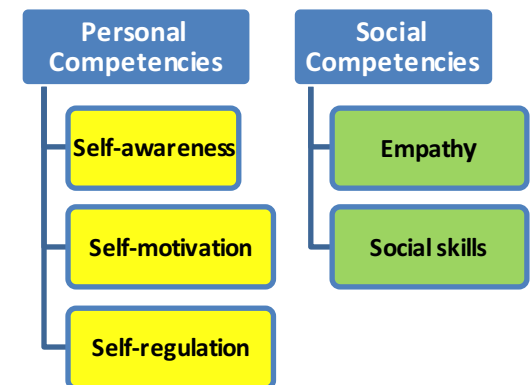 Personal
Competencies
Self-awareness
Self-motivation
Self-regulation
Social
Competencies
Empathy
Social skills